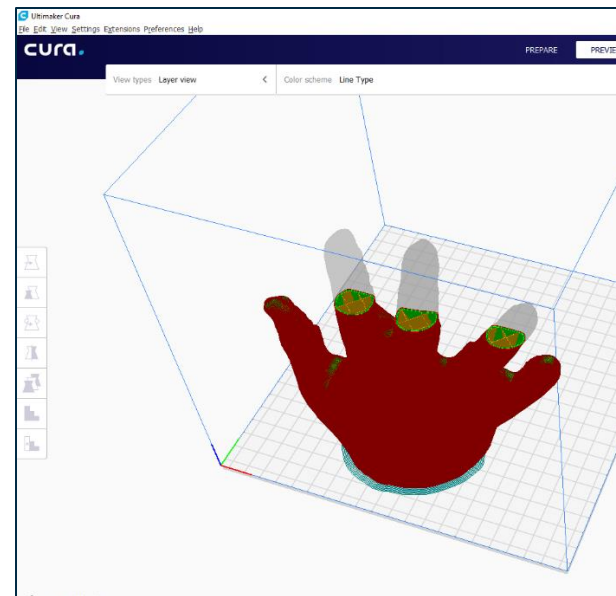 Ultimaker Cura
File Edit View Settings Extensions Preferences Help
cura.
PREPARE PREVIE
View types Layer view < Color scheme Line Type